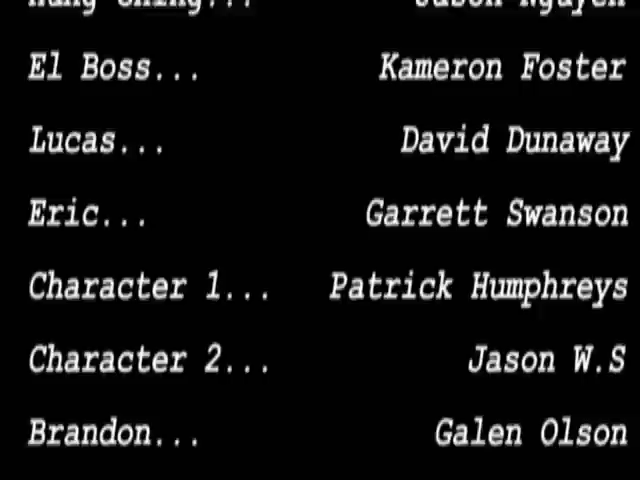 El Boss... Kameron Foster
Lucas... David Dunaway
Eric... Garrett Swanson
Character 1... Patrick Humphreys
Character 2... Jason W.S
Brandon... Galen Olson